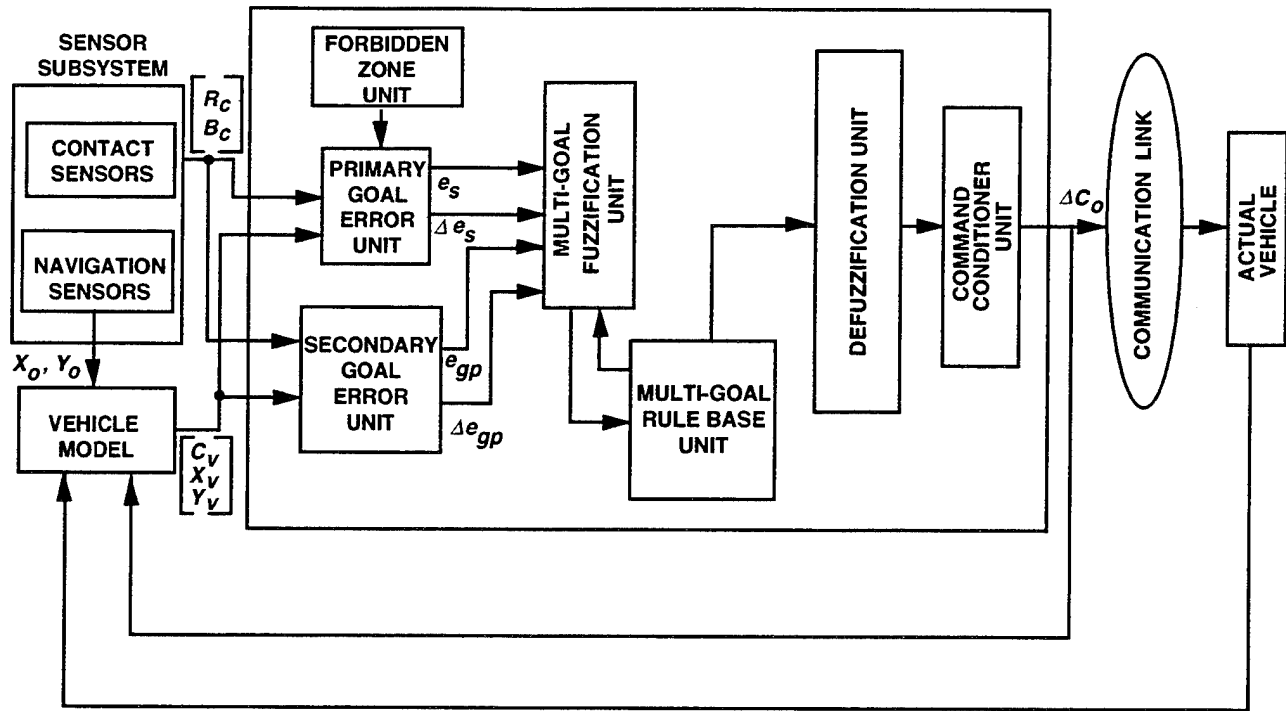 SENSOR
SUBSYSTEM
CONTACT
SENSORS
NAVIGATION
SENSORS
X_o, Y_o
VEHICLE
MODEL
R_C
B_C
C_V
X_V
Y_V
FORBIDDEN
ZONE
UNIT
PRIMARY
GOAL
ERROR
UNIT
e_s
Δe_s
SECONDARY
GOAL
ERROR
UNIT
e_gp
Δe_gp
MULTI-GOAL
FUZZIFICATION
UNIT
MULTI-GOAL
RULE BASE
UNIT
DEFUZZIFICATION UNIT
COMMAND
CONDITIONER
UNIT
ΔC_o
COMMUNICATION LINK
ACTUAL
VEHICLE